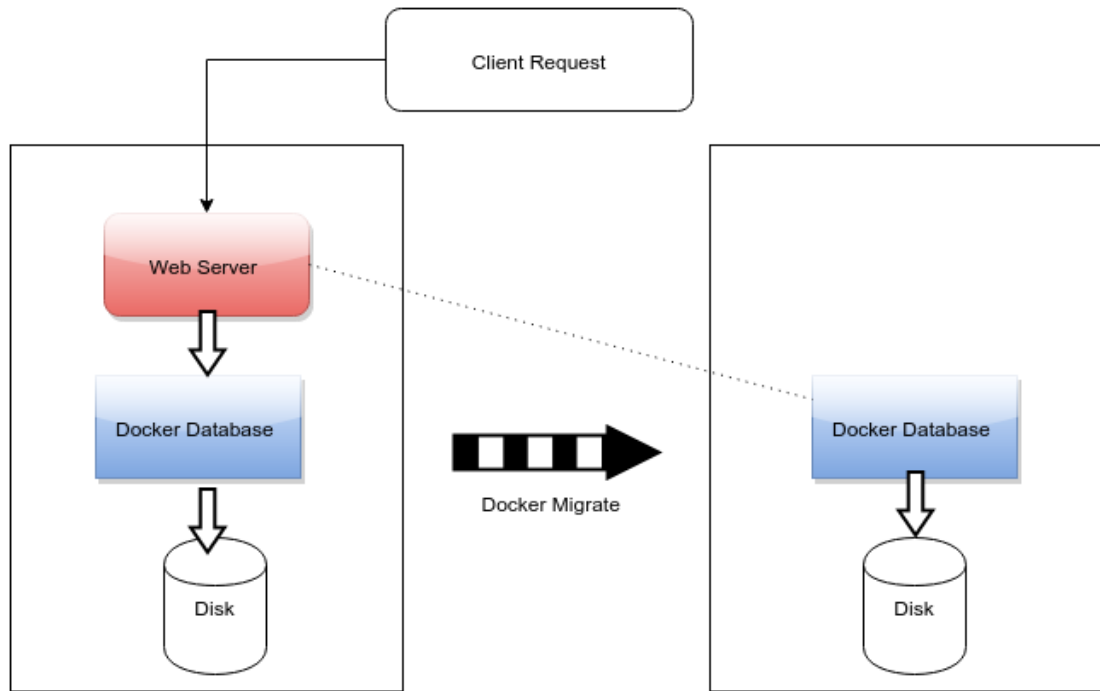 Client Request
Web Server
Docker Database
Docker Database
Docker Migrate
Disk
Disk